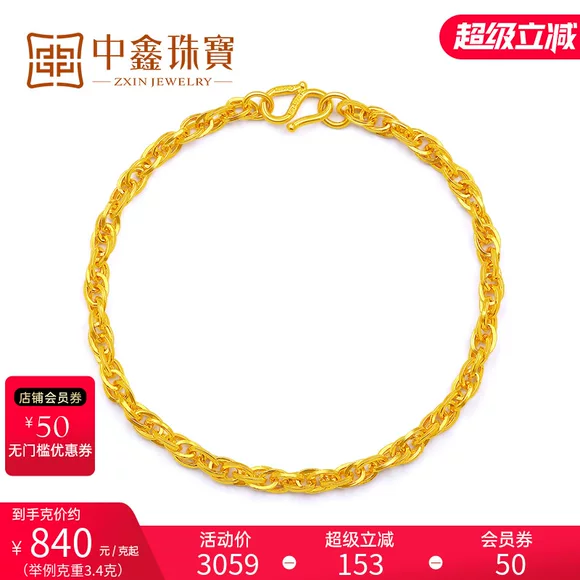 中鑫珠寶
ZXIN JEWELRY
超级立减
店铺会员券
¥50
无门槛优惠券
到手克价约
¥ 840 元/克起
(举例克重3.4克)
活动价
3059
-
超级立减
153
-
会员券
50